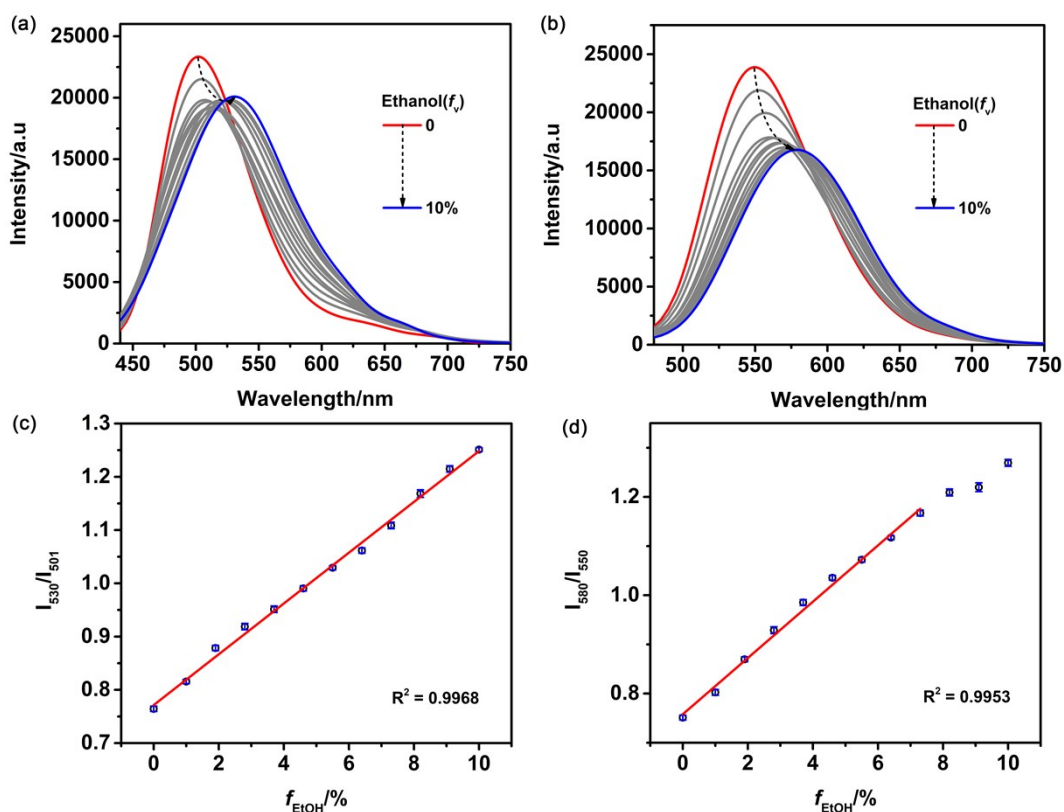 (a)
25000
20000
15000
10000
5000
0
Intensity/a.u
Ethanol(fv)
0
10%
450 500 550 600 650 700 750
Wavelength/nm
(b)
25000
20000
15000
10000
5000
0
Intensity/a.u
Ethanol(fv)
0
10%
500 550 600 650 700 750
Wavelength/nm
(c)
1.3
1.2
1.1
1.0
0.9
0.8
0.7
I530/I501
R2 = 0.9968
0 2 4 6 8 10
fEtOH/%
(d)
1.2
1.0
0.8
I580/I550
R2 = 0.9953
0 2 4 6 8 10
fEtOH/%